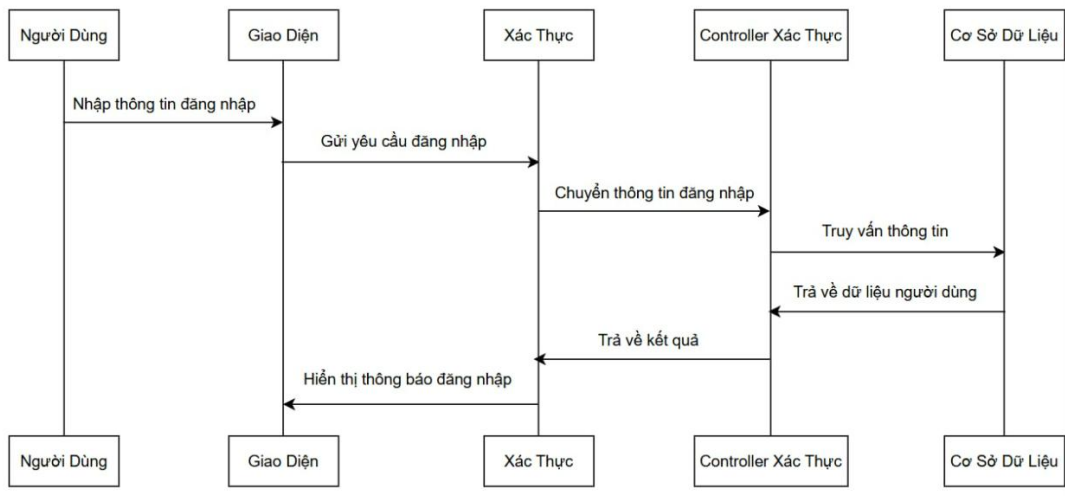 Người Dùng
Giao Diện
Xác Thực
Controller Xác Thực
Cơ Sở Dữ Liệu
Nhập thông tin đăng nhập
Gửi yêu cầu đăng nhập
Chuyển thông tin đăng nhập
Truy vấn thông tin
Trả về dữ liệu người dùng
Trả về kết quả
Hiển thị thông báo đăng nhập
Người Dùng
Giao Diện
Xác Thực
Controller Xác Thực
Cơ Sở Dữ Liệu